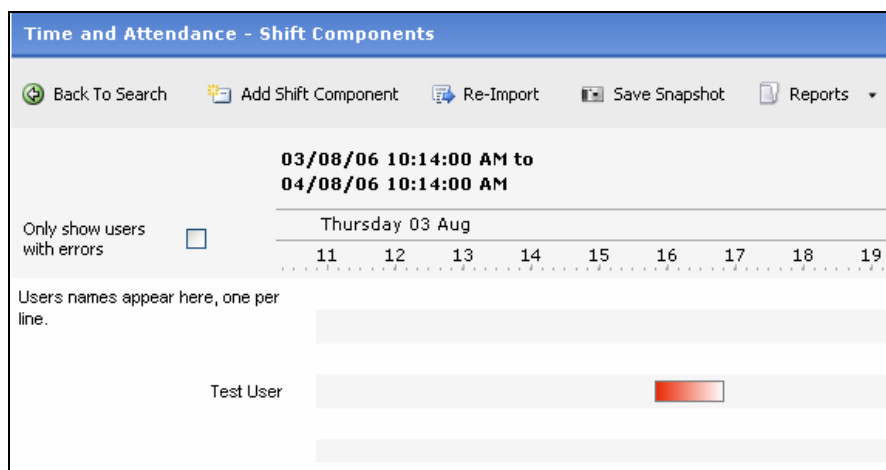 Time and Attendance - Shift Components
Back To Search Add Shift Component Re-Import Save Snapshot Reports
03/08/06 10:14:00 AM to
04/08/06 10:14:00 AM
Thursday 03 Aug
Only show users
with errors
11 12 13 14 15 16 17 18 19
Users names appear here, one per
line.
Test User